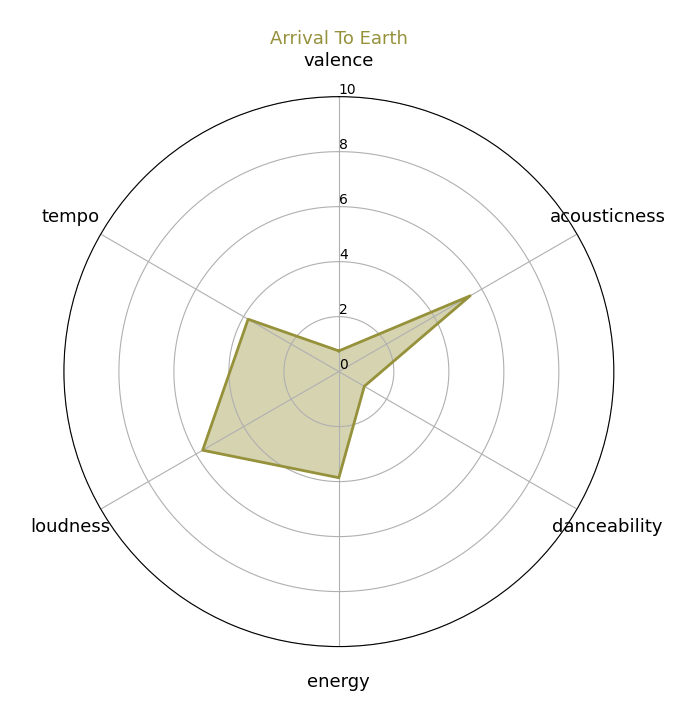 Arrival To Earth
valence
10
8
6
4
2
0
tempo
acousticness
loudness
danceability
energy